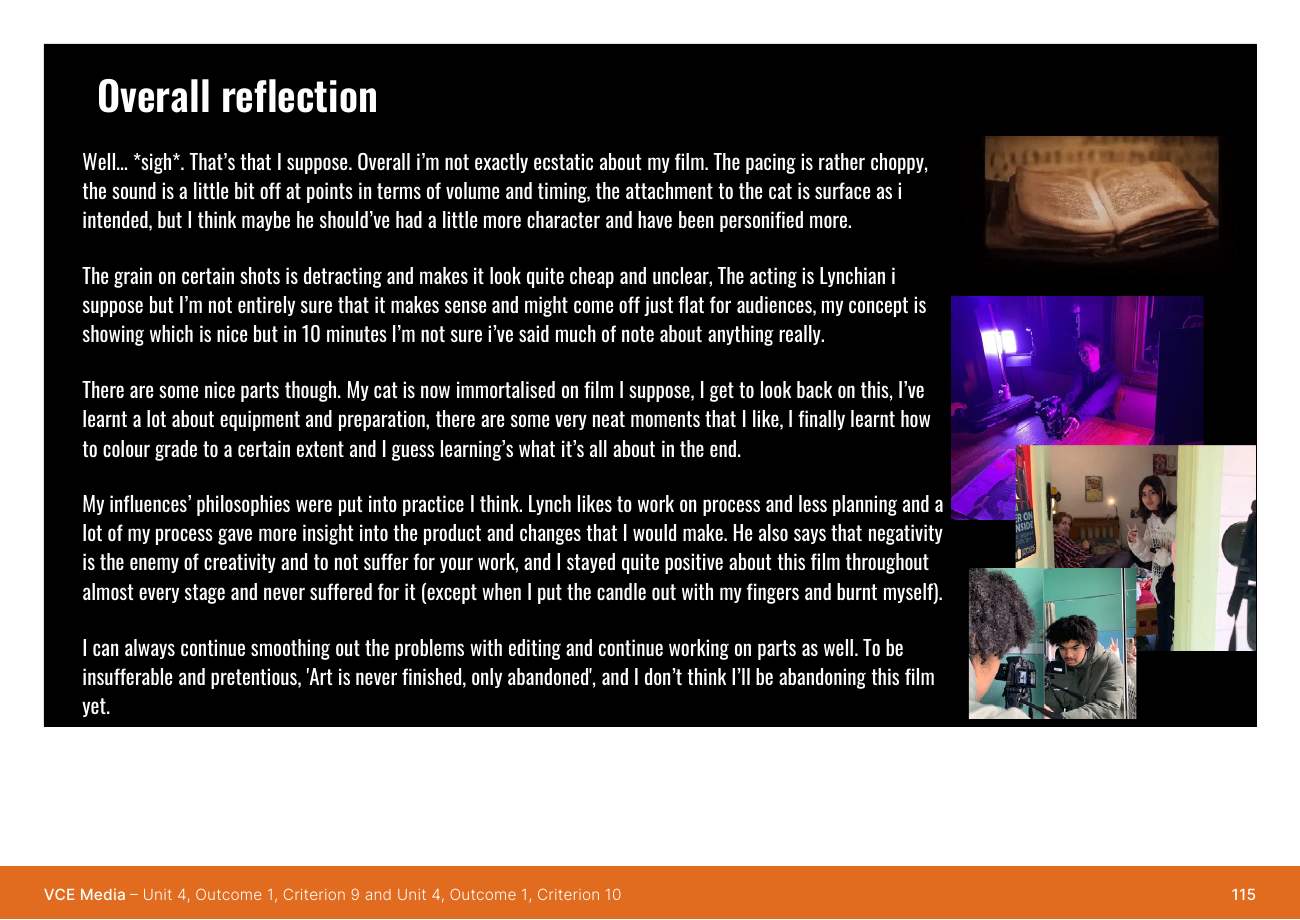 Overall reflection
Well... *sigh*. That’s that I suppose. Overall i’m not exactly ecstatic about my film. The pacing is rather choppy,
the sound is a little bit off at points in terms of volume and timing, the attachment to the cat is surface as i
intended, but I think maybe he should’ve had a little more character and have been personified more.
The grain on certain shots is detracting and makes it look quite cheap and unclear, The acting is Lynchian i
suppose but I’m not entirely sure that it makes sense and might come off just flat for audiences, my concept is
showing which is nice but in 10 minutes I’m not sure i’ve said much of note about anything really.
There are some nice parts though. My cat is now immortalised on film I suppose, I get to look back on this, I’ve
learnt a lot about equipment and preparation, there are some very neat moments that I like, I finally learnt how
to colour grade to a certain extent and I guess learning’s what it’s all about in the end.
My influences’ philosophies were put into practice I think. Lynch likes to work on process and less planning and a
lot of my process gave more insight into the product and changes that I would make. He also says that negativity
is the enemy of creativity and to not suffer for your work, and I stayed quite positive about this film throughout
almost every stage and never suffered for it (except when I put the candle out with my fingers and burnt myself).
I can always continue smoothing out the problems with editing and continue working on parts as well. To be
insufferable and pretentious, 'Art is never finished, only abandoned', and I don’t think I’ll be abandoning this film
yet.
VCE Media – Unit 4, Outcome 1, Criterion 9 and Unit 4, Outcome 1, Criterion 10
115